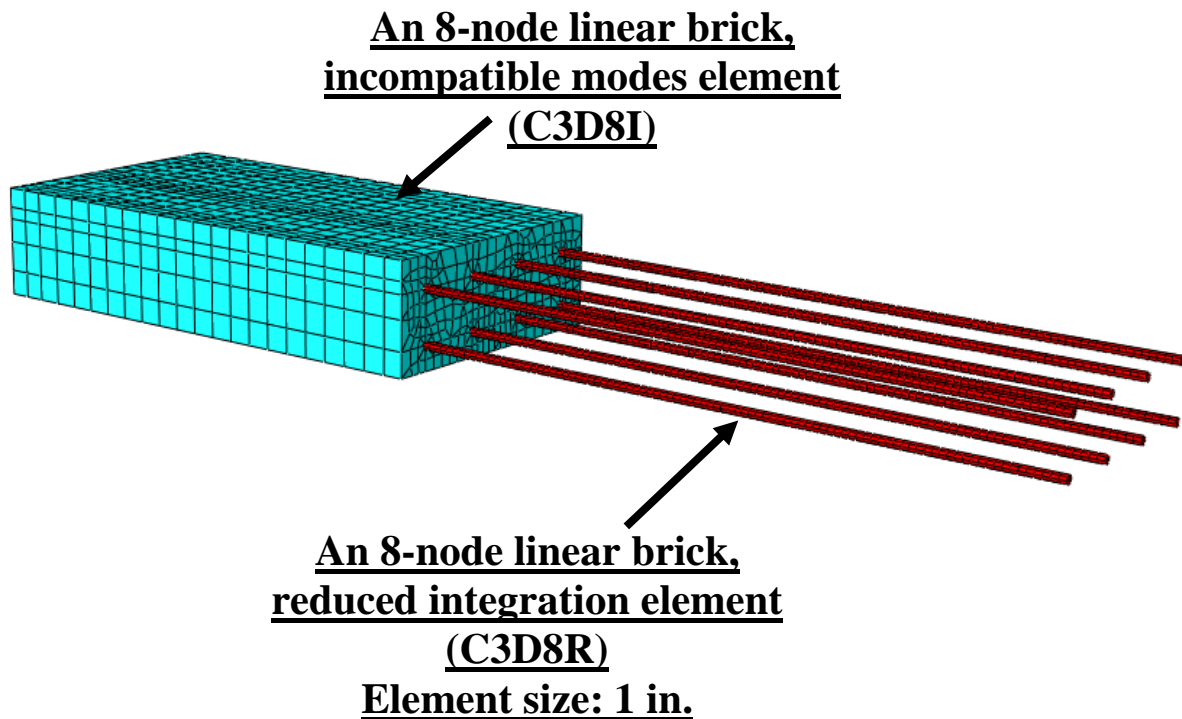 An 8-node linear brick,
incompatible modes element
(C3D8I)
An 8-node linear brick,
reduced integration element
(C3D8R)
Element size: 1 in.